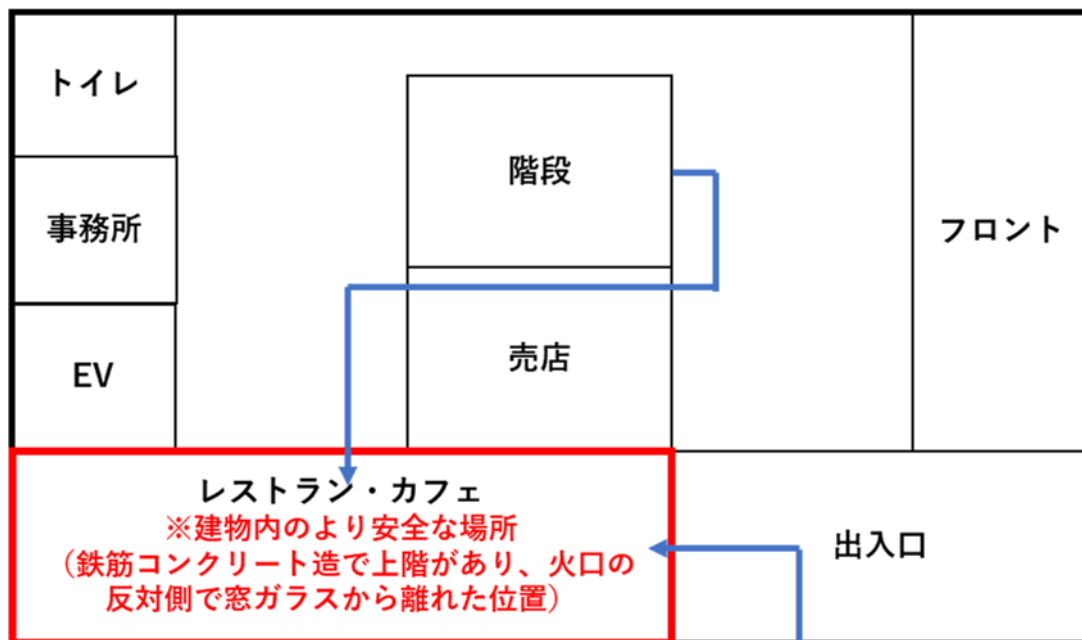 トイレ
階段
事務所
フロント
売店
EV
レストラン・カフェ
※建物内のより安全な場所
（鉄筋コンクリート造で上階があり、火口の
反対側で窓ガラスから離れた位置）
出入口